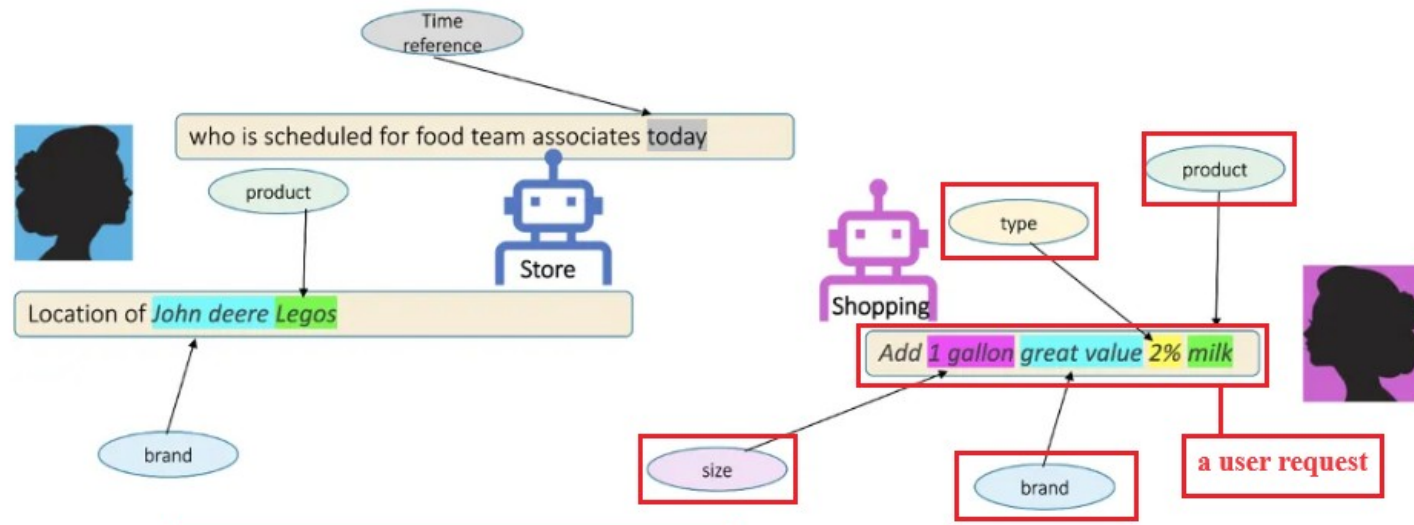 Time
reference
who is scheduled for food team associates today
product
Store
Location of John deere Legos
brand
product
type
Shopping
Add 1 gallon great value 2% milk
size
brand
a user request